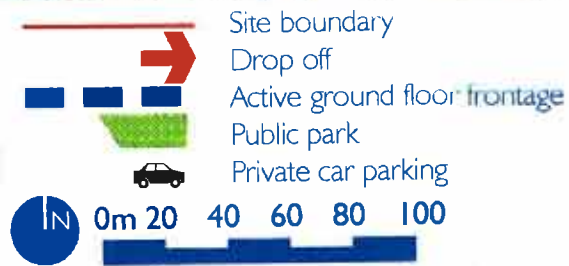 Site boundary
Drop off
Active ground floor frontage
Public park
Private car parking
N 0m 20 40 60 80 100